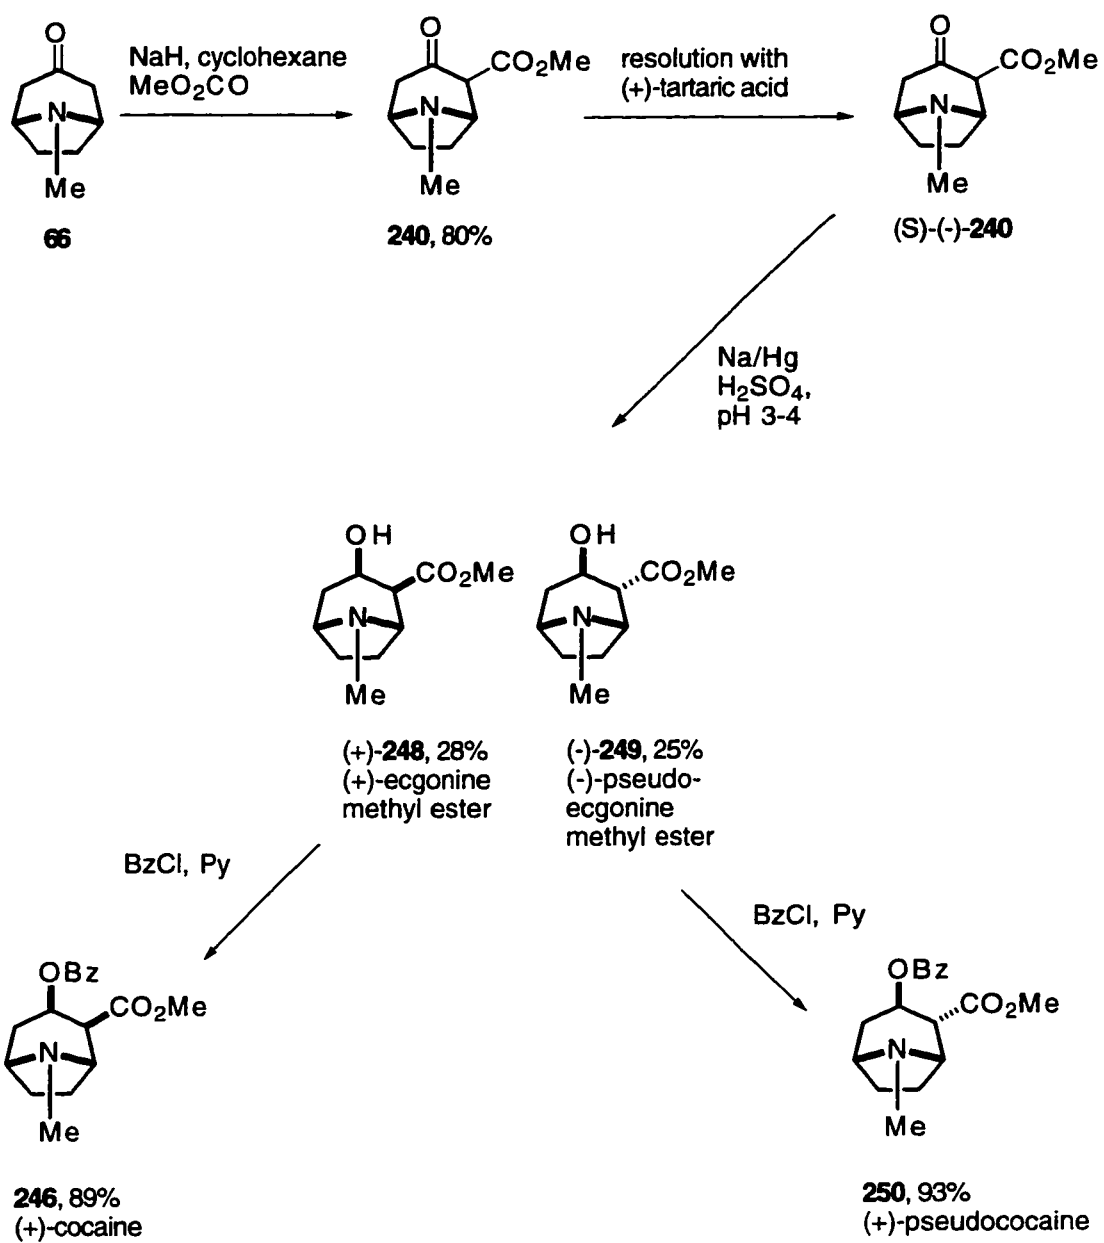 O
NaH, cyclohexane
MeO2CO
N
Me
66
O
CO2Me
N
Me
240, 80%
resolution with
(+)-tartaric acid
O
CO2Me
N
Me
(S)-(-)-240
Na/Hg
H2SO4,
pH 3-4
OH
CO2Me
N
Me
(+)-248, 28%
(+)-ecgonine
methyl ester
OH
CO2Me
N
Me
(-)-249, 25%
(-)-pseudo-
ecgonine
methyl ester
BzCl, Py
BzCl, Py
OBz
CO2Me
N
Me
246, 89%
(+)-cocaine
OBz
CO2Me
N
Me
250, 93%
(+)-pseudococaine